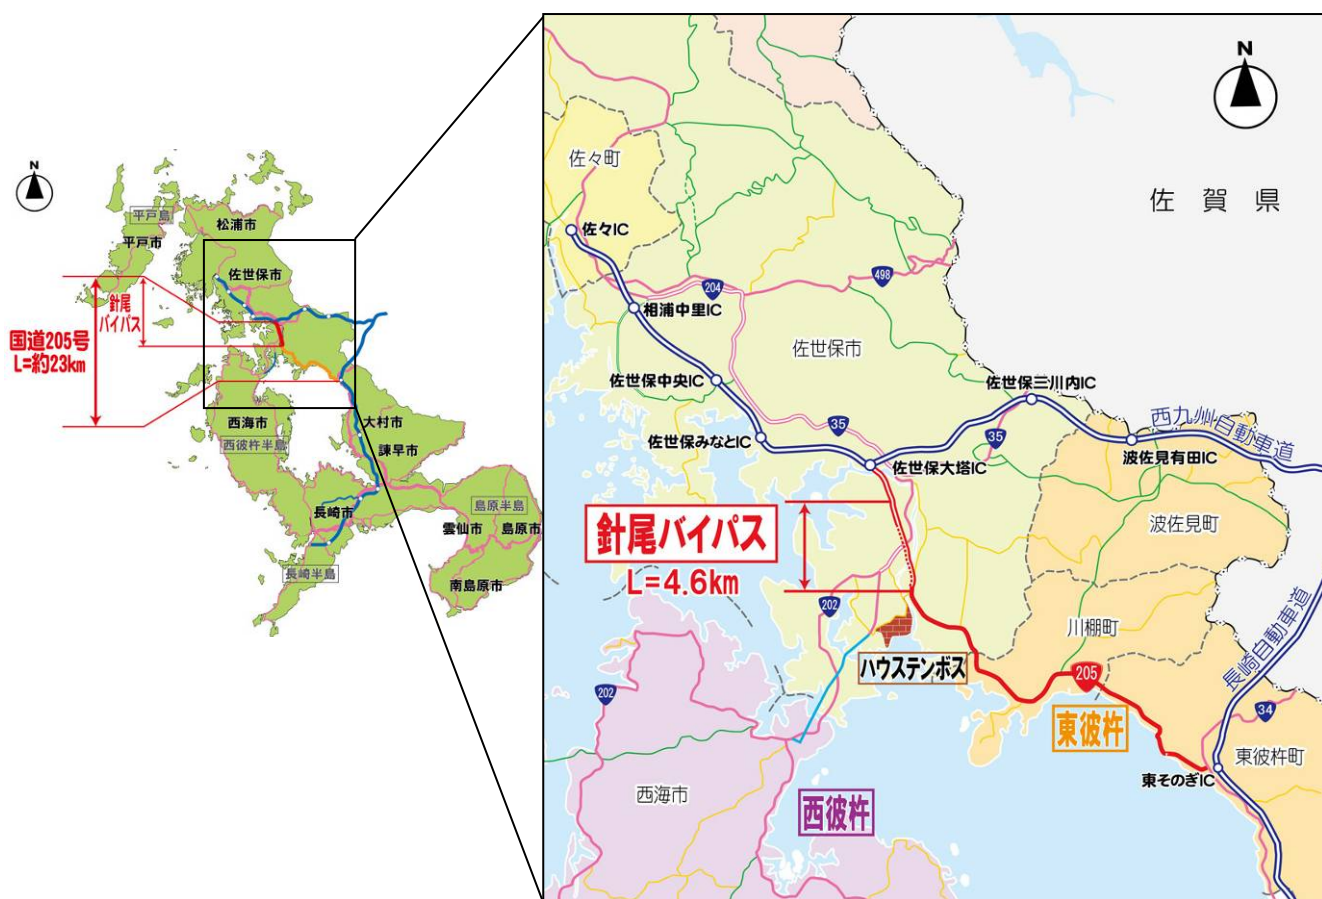 N
平戸島
平戸市
松浦市
佐世保市
針尾
バイパス
国道205号
L=約23km
西海市
西彼杵半島
大村市
諫早市
長崎市
島原半島
雲仙市
島原市
長崎半島
南島原市
N
佐賀県
佐々町
佐々IC
498
204
相浦中里IC
佐世保市
佐世保中央IC
佐世保三川内IC
35
西九州自動車道
佐世保みなとIC
35
佐世保大塔IC
波佐見有田IC
針尾バイパス
L=4.6km
波佐見町
202
川棚町
ハウステンボス
長崎自動車道
205
202
34
東彼杵
東彼杵町
東そのぎIC
西海市
西彼杵